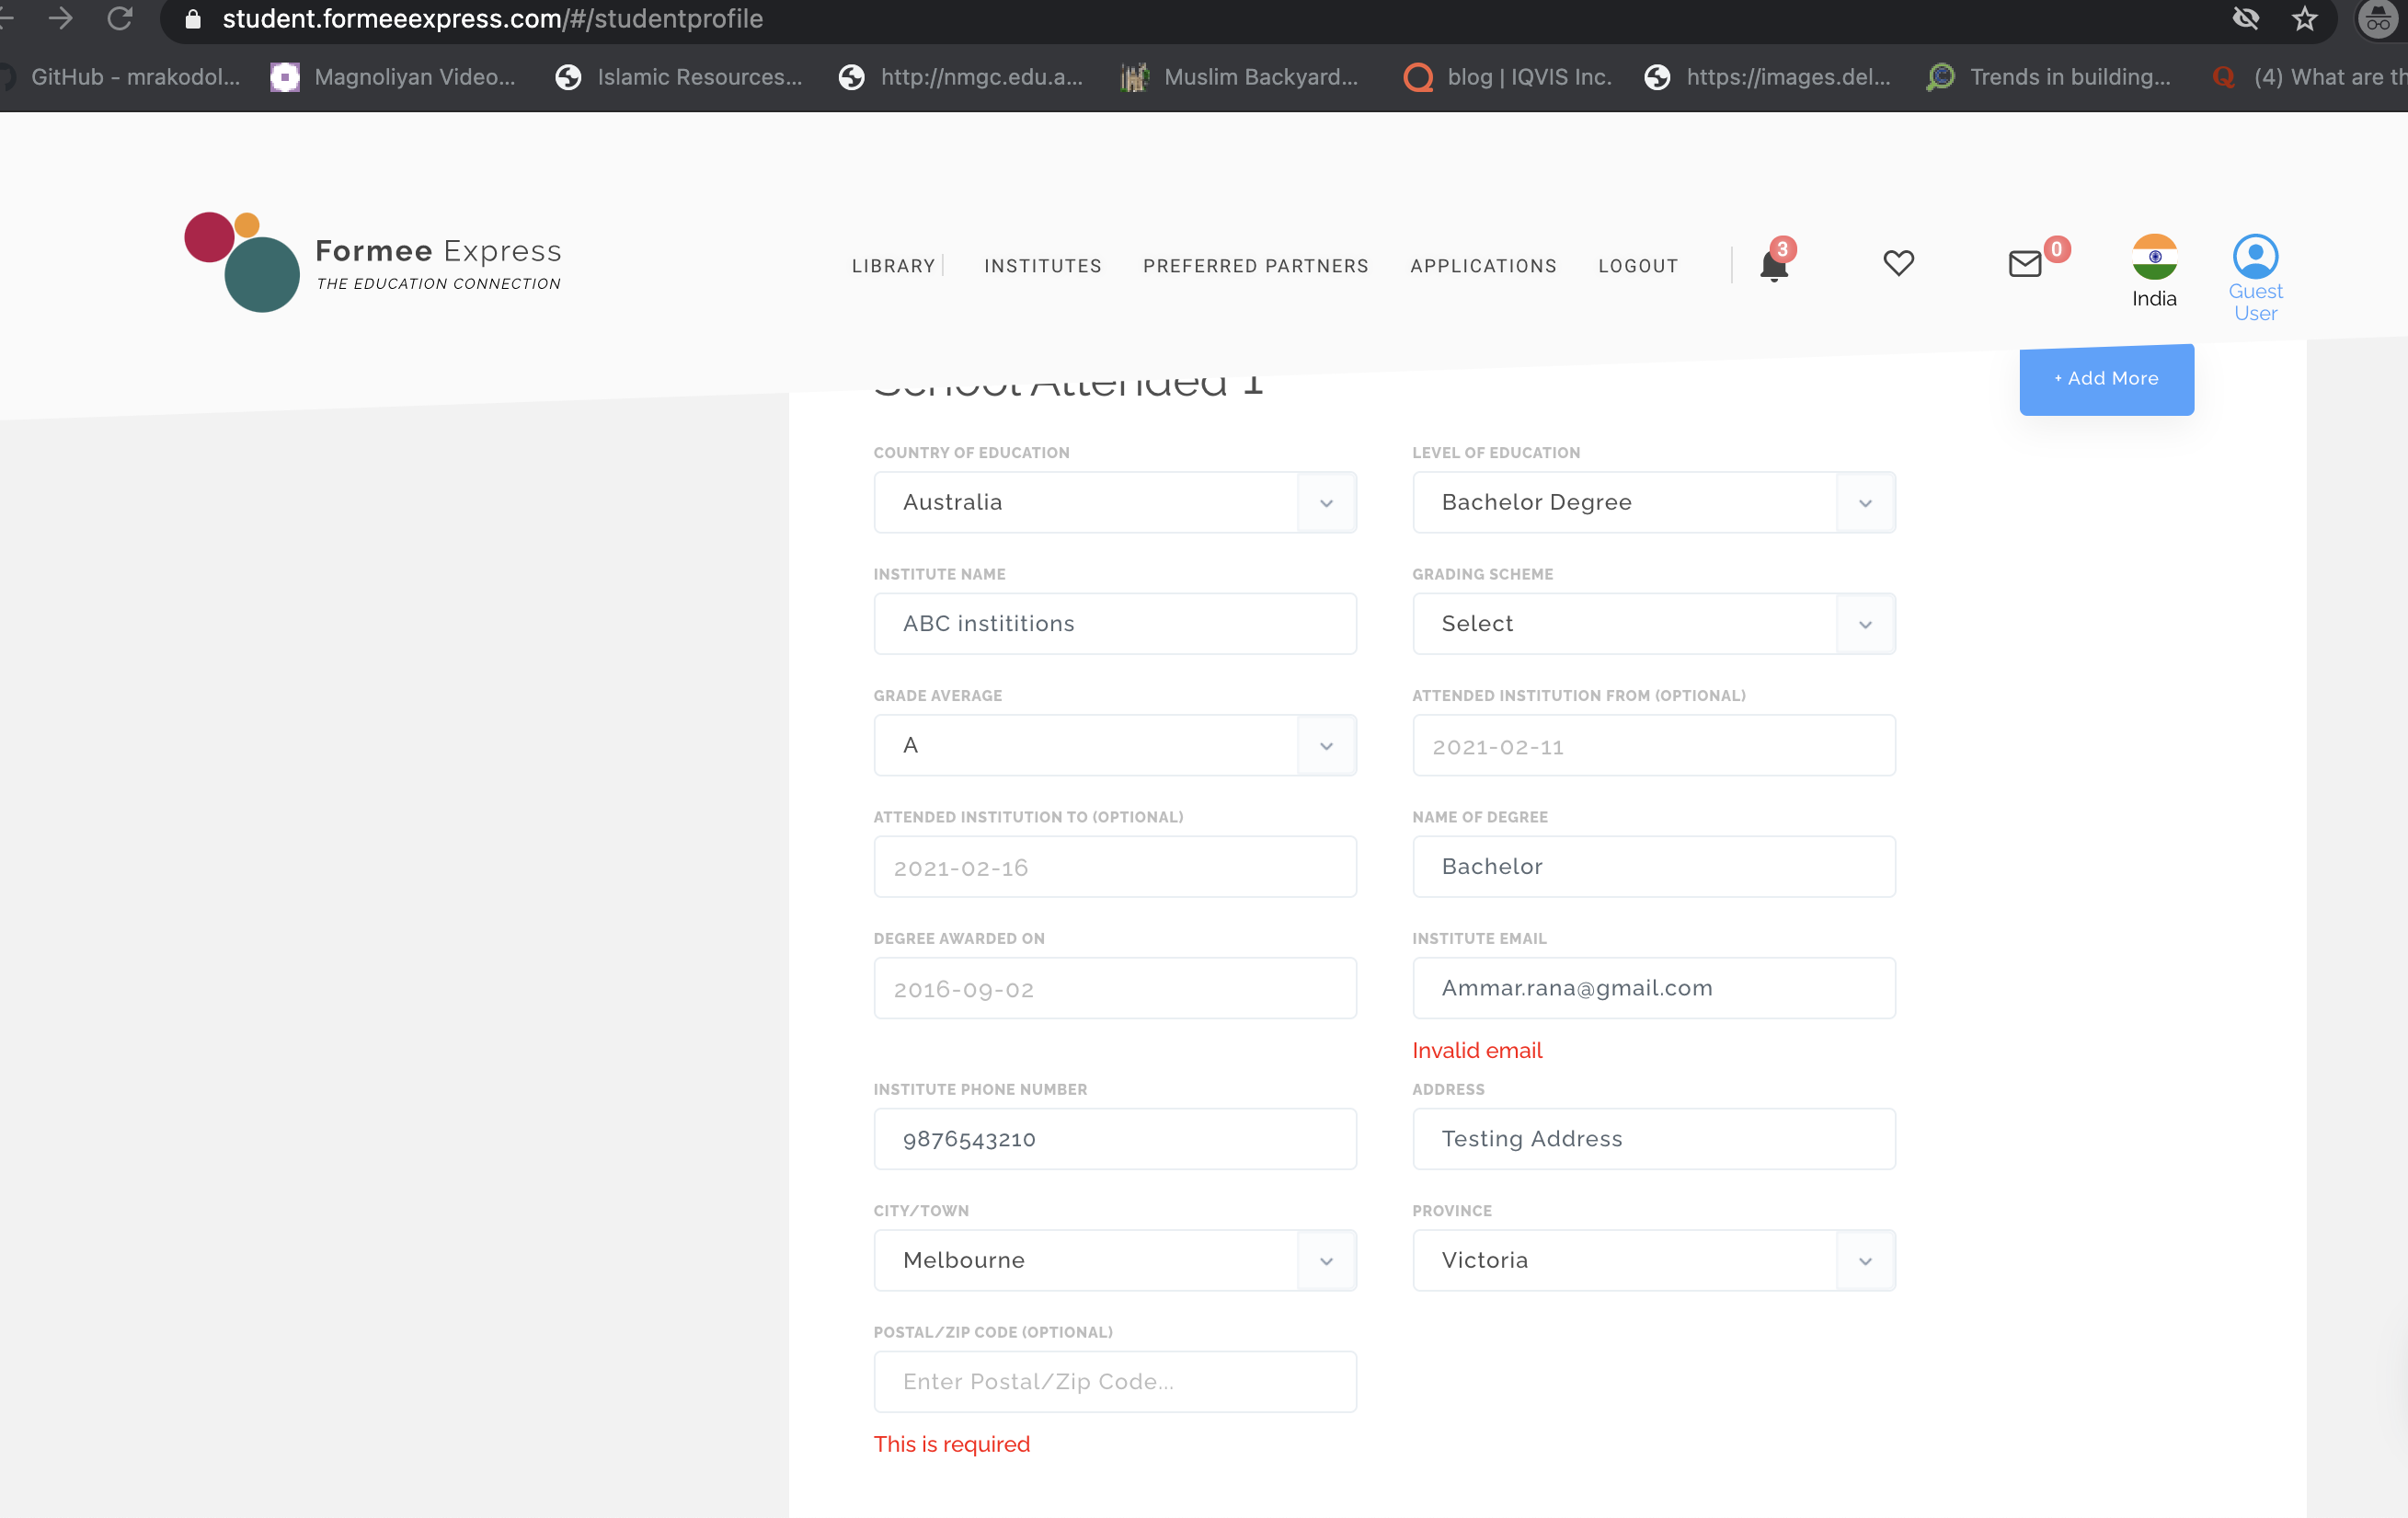 student.formeeexpress.com/#/studentprofile
GitHub - mrakodol... Magnoliyan Video... Islamic Resources... http://nmgc.edu.a... Muslim Backyard... blog | IQVIS Inc. https://images.del... Trends in building... (4) What are th
Formee Express
THE EDUCATION CONNECTION
LIBRARY INSTITUTES PREFERRED PARTNERS APPLICATIONS LOGOUT 3 0
India
Guest
User
School Attended 1
+ Add More
COUNTRY OF EDUCATION LEVEL OF EDUCATION
Australia Bachelor Degree
INSTITUTE NAME GRADING SCHEME
ABC instititions Select
GRADE AVERAGE ATTENDED INSTITUTION FROM (OPTIONAL)
A 2021-02-11
ATTENDED INSTITUTION TO (OPTIONAL) NAME OF DEGREE
2021-02-16 Bachelor
DEGREE AWARDED ON INSTITUTE EMAIL
2016-09-02 Ammar.rana@gmail.com
Invalid email
INSTITUTE PHONE NUMBER ADDRESS
9876543210 Testing Address
CITY/TOWN PROVINCE
Melbourne Victoria
POSTAL/ZIP CODE (OPTIONAL)
Enter Postal/Zip Code...
This is required